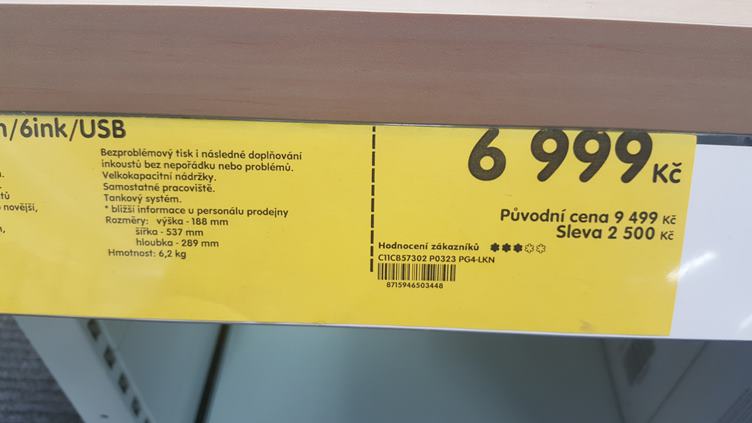 /6ink/USB
Bezproblémový tisk i následné doplňování
inkoustů bez nepořádku nebo problémů.
Velkokapacitní nádržky.
Samostatné pracoviště.
Tankový systém.
* bližší informace u personálu prodejny
Rozměry: výška - 188 mm
šířka - 537 mm
hloubka - 289 mm
Hmotnost: 6,2 kg
novější,
6 999 Kč
Původní cena 9 499 Kč
Sleva 2 500 Kč
Hodnocení zákazníků
C11CB57302 P0323 PG4-LKN
8715946503448